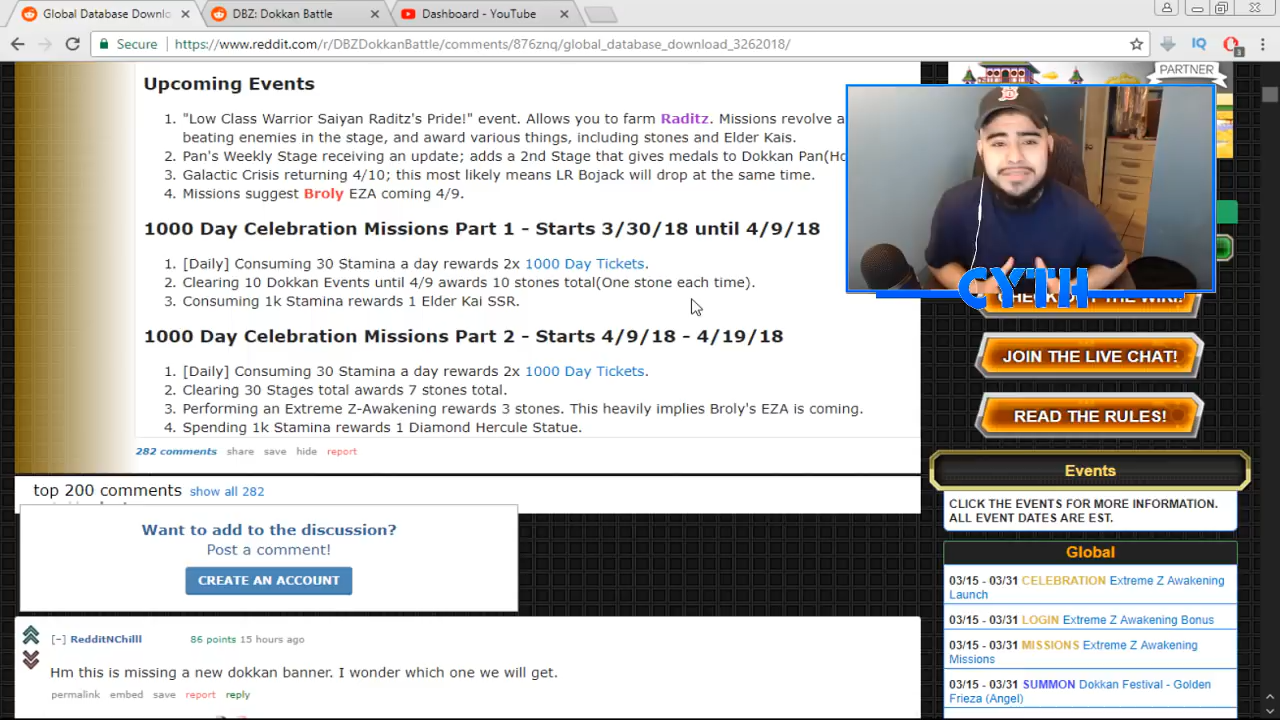 Global Database Downlo
DBZ: Dokkan Battle
Dashboard - YouTube
Secure
https://www.reddit.com/r/DBZDokkanBattle/comments/876znq/global_database_download_3262018/
IQ
3
PARTNER
Upcoming Events
1. "Low Class Warrior Saiyan Raditz's Pride!" event. Allows you to farm Raditz. Missions revolve a
beating enemies in the stage, and award various things, including stones and Elder Kais.
2. Pan's Weekly Stage receiving an update; adds a 2nd Stage that gives medals to Dokkan Pan(Ho
3. Galactic Crisis returning 4/10; this most likely means LR Bojack will drop at the same time.
4. Missions suggest Broly EZA coming 4/9.
1000 Day Celebration Missions Part 1 - Starts 3/30/18 until 4/9/18
1. [Daily] Consuming 30 Stamina a day rewards 2x 1000 Day Tickets.
2. Clearing 10 Dokkan Events until 4/9 awards 10 stones total(One stone each time).
3. Consuming 1k Stamina rewards 1 Elder Kai SSR.
1000 Day Celebration Missions Part 2 - Starts 4/9/18 - 4/19/18
1. [Daily] Consuming 30 Stamina a day rewards 2x 1000 Day Tickets.
2. Clearing 30 Stages total awards 7 stones total.
3. Performing an Extreme Z-Awakening rewards 3 stones. This heavily implies Broly's EZA is coming.
4. Spending 1k Stamina rewards 1 Diamond Hercule Statue.
282 comments share save hide report
top 200 comments show all 282
Want to add to the discussion?
Post a comment!
CREATE AN ACCOUNT
[-] RedditNChilll 86 points 15 hours ago
Hm this is missing a new dokkan banner. I wonder which one we will get.
permalink embed save report reply
CYTH
CHECK OUT THE WIKI!
JOIN THE LIVE CHAT!
READ THE RULES!
Events
CLICK THE EVENTS FOR MORE INFORMATION.
ALL EVENT DATES ARE EST.
Global
03/15 - 03/31 CELEBRATION Extreme Z Awakening
Launch
03/15 - 03/31 LOGIN Extreme Z Awakening Bonus
03/15 - 03/31 MISSIONS Extreme Z Awakening
Missions
03/15 - 03/31 SUMMON Dokkan Festival - Golden
Frieza (Angel)